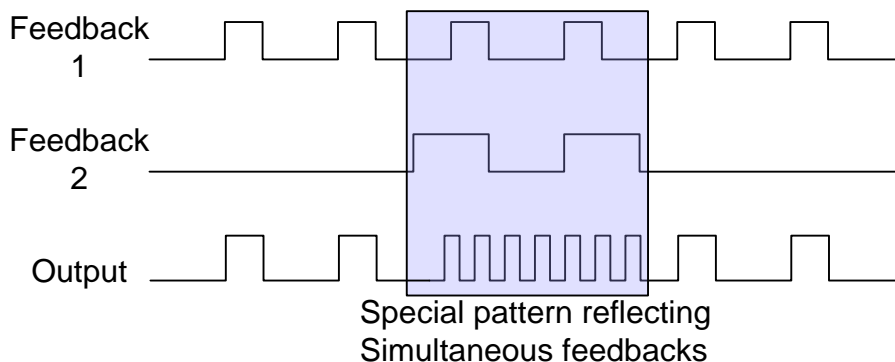 Feedback
1
Feedback
2
Output
Special pattern reflecting
Simultaneous feedbacks